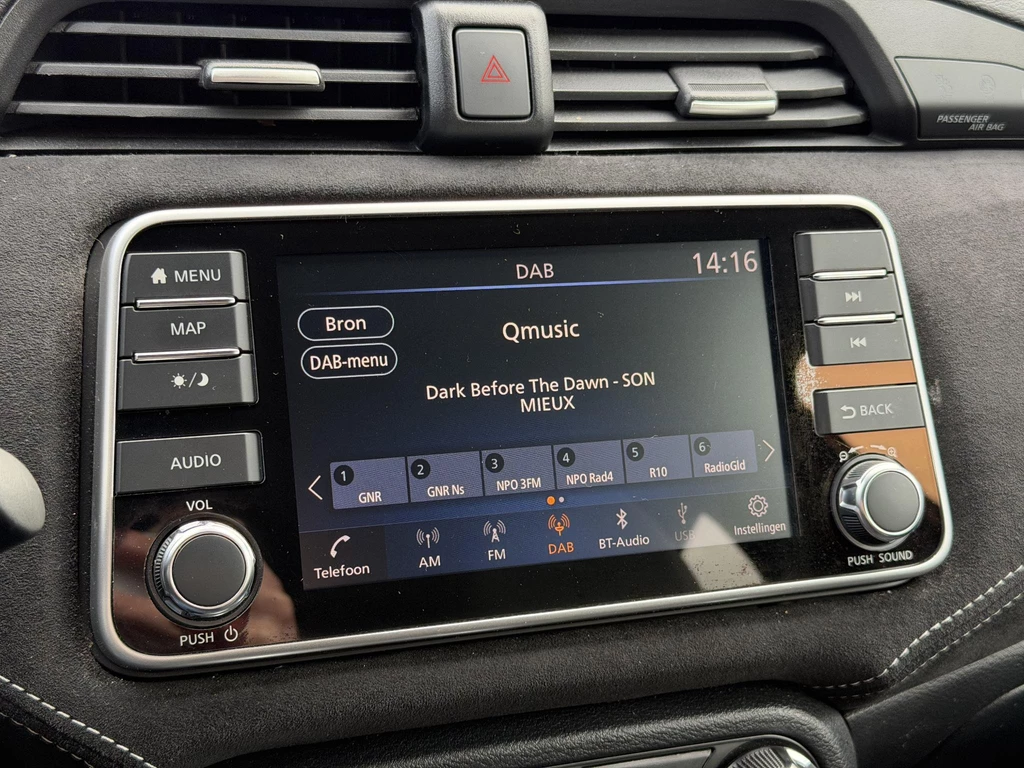 PASSENGER
AIR BAG
MENU
MAP
AUDIO
VOL
PUSH
DAB
14:16
Bron
DAB-menu
Qmusic
Dark Before The Dawn - SON
MIEUX
1 GNR
2 GNR Ns
3 NPO 3FM
4 NPO Rad4
5 R10
6 RadioGld
Telefoon
AM
FM
DAB
BT-Audio
USB
Instellingen
BACK
PUSH SOUND